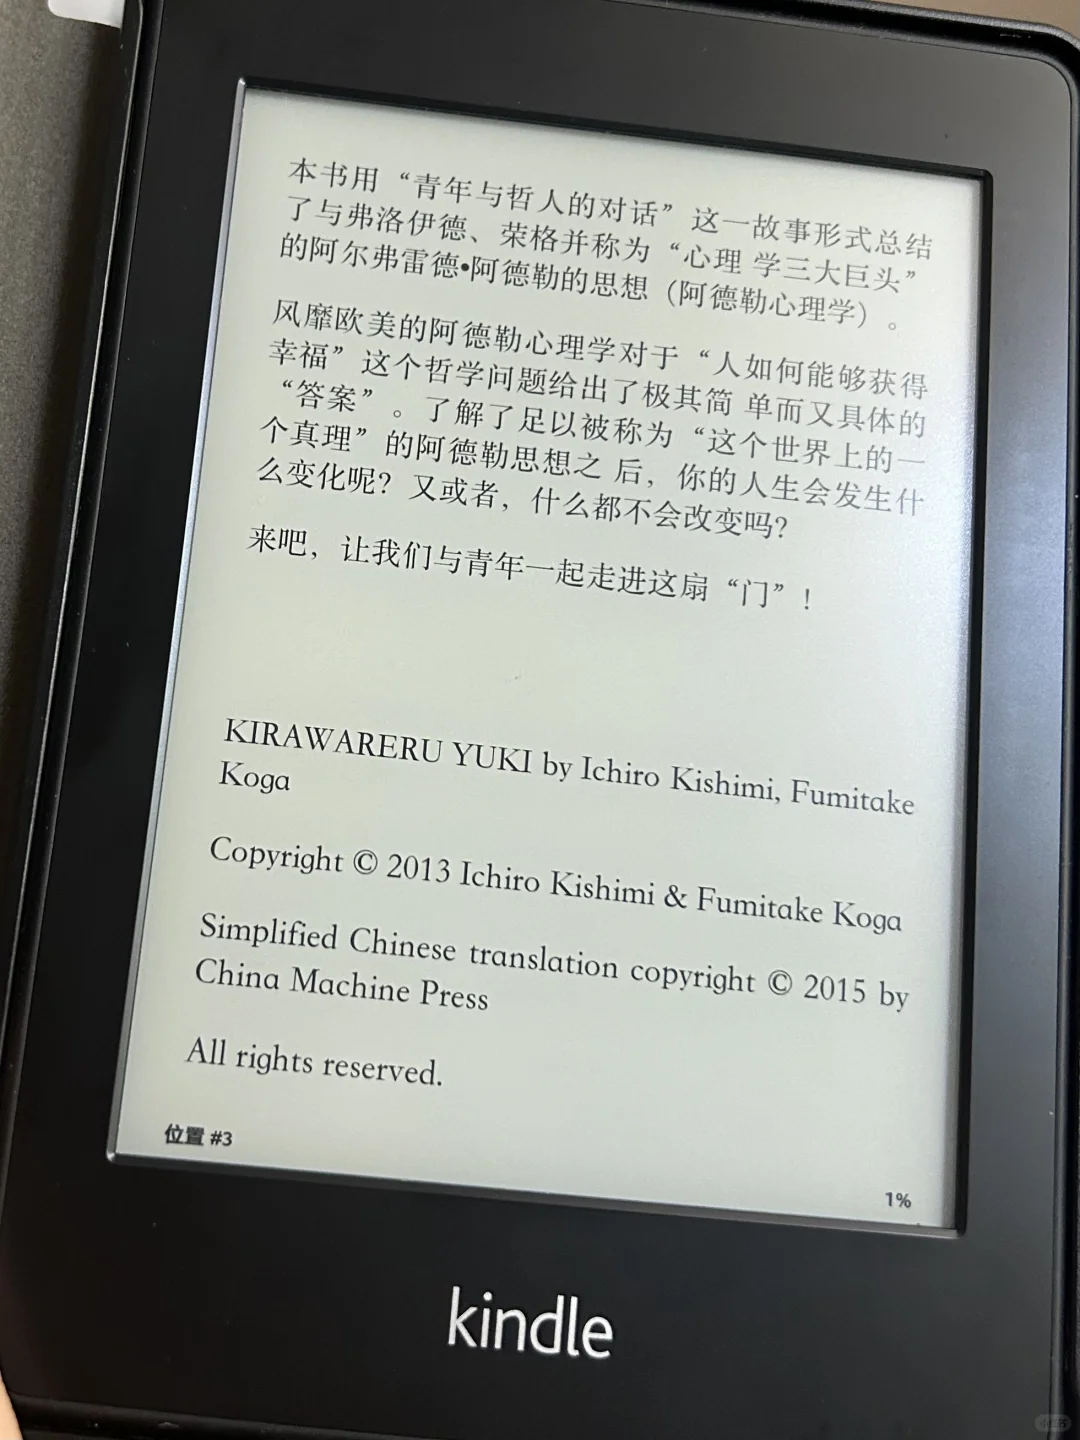 本书用“青年与哲人的对话”这一故事形式总结
了与弗洛伊德、荣格并称为“心理 学三大巨头”
的阿尔弗雷德•阿德勒的思想（阿德勒心理学）。
风靡欧美的阿德勒心理学对于“人如何能够获得
幸福”这个哲学问题给出了极其简 单而又具体的
“答案”。了解了足以被称为“这个世界上的一
个真理”的阿德勒思想之 后，你的人生会发生什
么变化呢？又或者，什么都不会改变吗？
来吧，让我们与青年一起走进这扇“门”！
KIRAWARERU YUKI by Ichiro Kishimi, Fumitake
Koga
Copyright © 2013 Ichiro Kishimi & Fumitake Koga
Simplified Chinese translation copyright © 2015 by
China Machine Press
All rights reserved.
位置 #3
1%
kindle